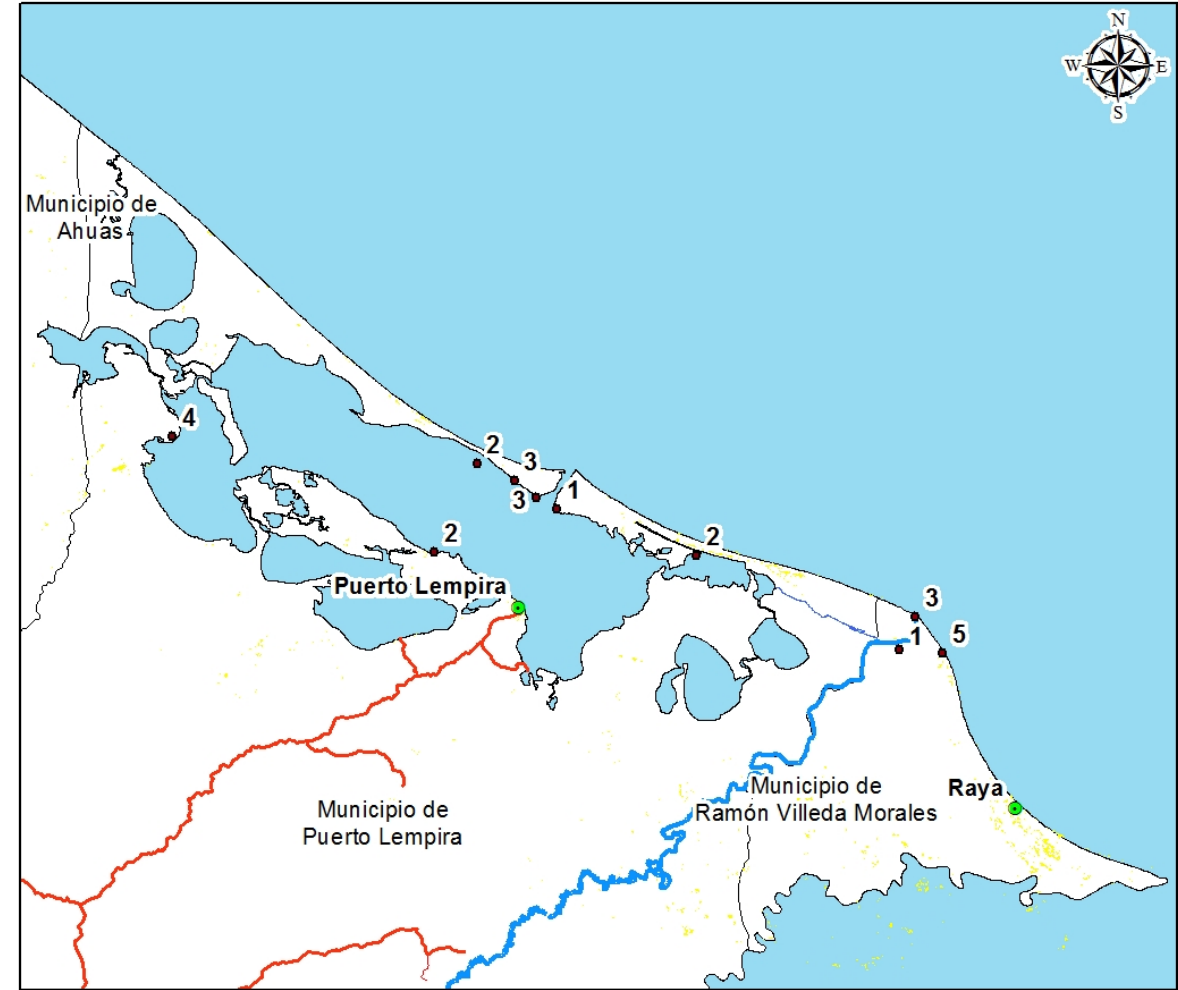 N
W E
S
Municipio de
Ahuas
4
2
3
3
1
2
2
Puerto Lempira
3
1
5
Municipio de
Ramón Villeda Morales
Raya
Municipio de
Puerto Lempira